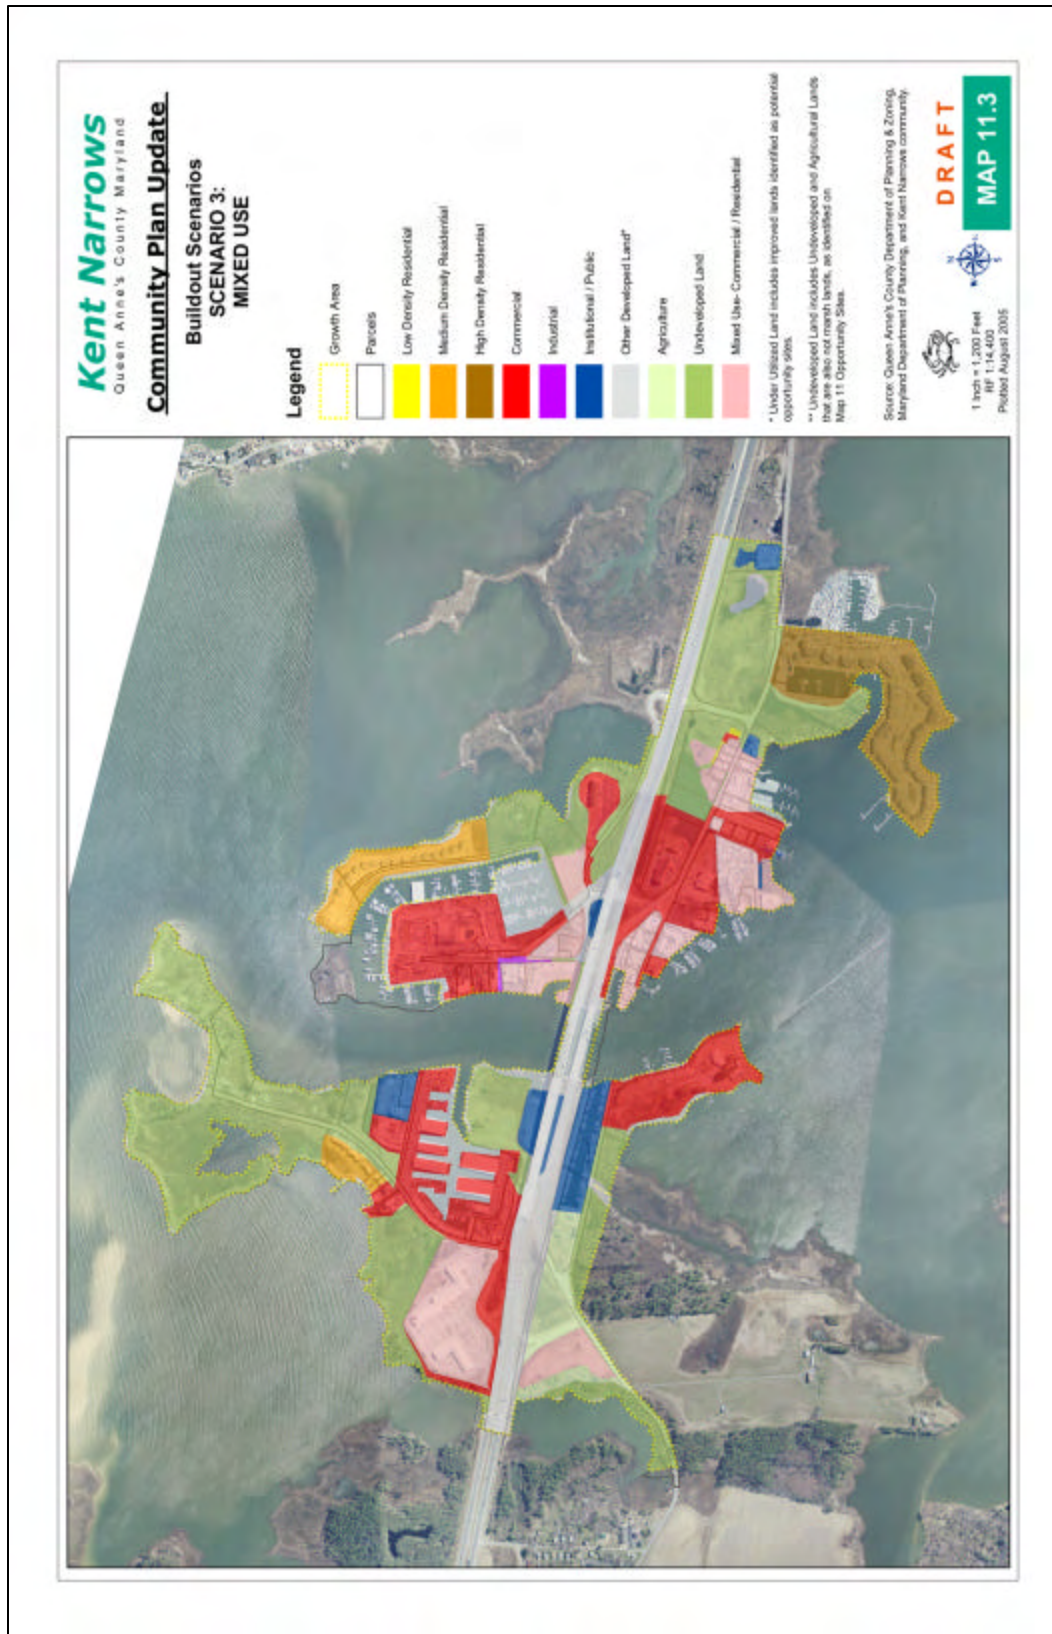 Kent Narrows
Queen Anne's County Maryland
Community Plan Update
Buildout Scenarios
SCENARIO 3:
MIXED USE
Legend
Growth Area
Parcels
Low Density Residential
Medium Density Residential
High Density Residential
Commercial
Industrial
Institutional / Public
Other Developed Land*
Agriculture
Undeveloped Land
Mixed Use- Commercial / Residential
* Under Utilized Land includes improved lands identified as potential
opportunity sites.
** Undeveloped Land includes Undeveloped and Agricultural Lands
that are also not marsh lands, as identified on
Map 11 Opportunity Sites.
Source: Queen Anne's County Department of Planning & Zoning,
Maryland Department of Planning, and Kent Narrows community.
N
S
DRAFT
1 Inch = 1,200 Feet
RF 1:14,400
Plotted August 2005
MAP 11.3